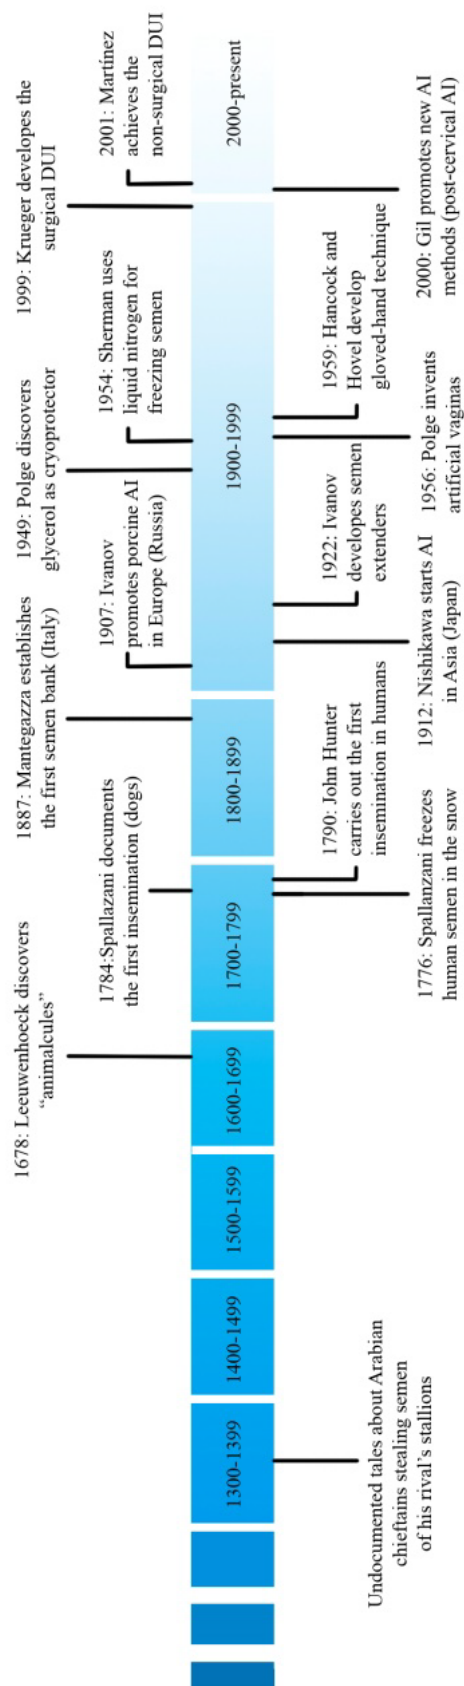 1678: Leeuwenhoeck discovers
“animalcules”
1887: Mantegazza establishes
the first semen bank (Italy)
1949: Polge discovers
glycerol as cryoprotector
1999: Krueger developes the
surgical DUI
1784:Spallazani documents
the first insemination (dogs)
1907: Ivanov
promotes porcine AI
in Europe (Russia)
1954: Sherman uses
liquid nitrogen for
freezing semen
2001: Martínez
achieves the
non-surgical DUI
1300-1399
1400-1499
1500-1599
1600-1699
1700-1799
1800-1899
1900-1999
2000-present
1790: John Hunter
carries out the first
insemination in humans
1922: Ivanov
developes semen
extenders
1959: Hancock and
Hovel develop
gloved-hand technique
Undocumented tales about Arabian
chieftains stealing semen
of his rival’s stallions
1776: Spallanzani freezes
human semen in the snow
1912: Nishikawa starts AI
in Asia (Japan)
1956: Polge invents
artificial vaginas
2000: Gil promotes new AI
methods (post-cervical AI)